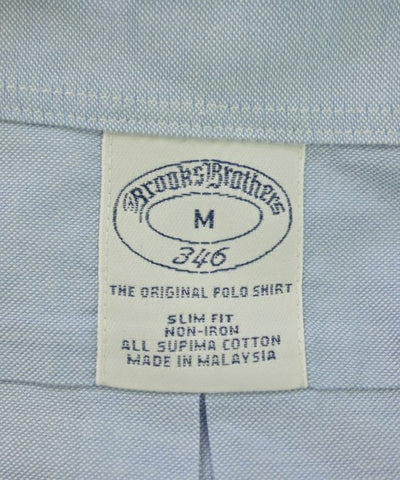 Brooks Brothers
M
346
THE ORIGINAL POLO SHIRT
SLIM FIT
NON-IRON
ALL SUPIMA COTTON
MADE IN MALAYSIA